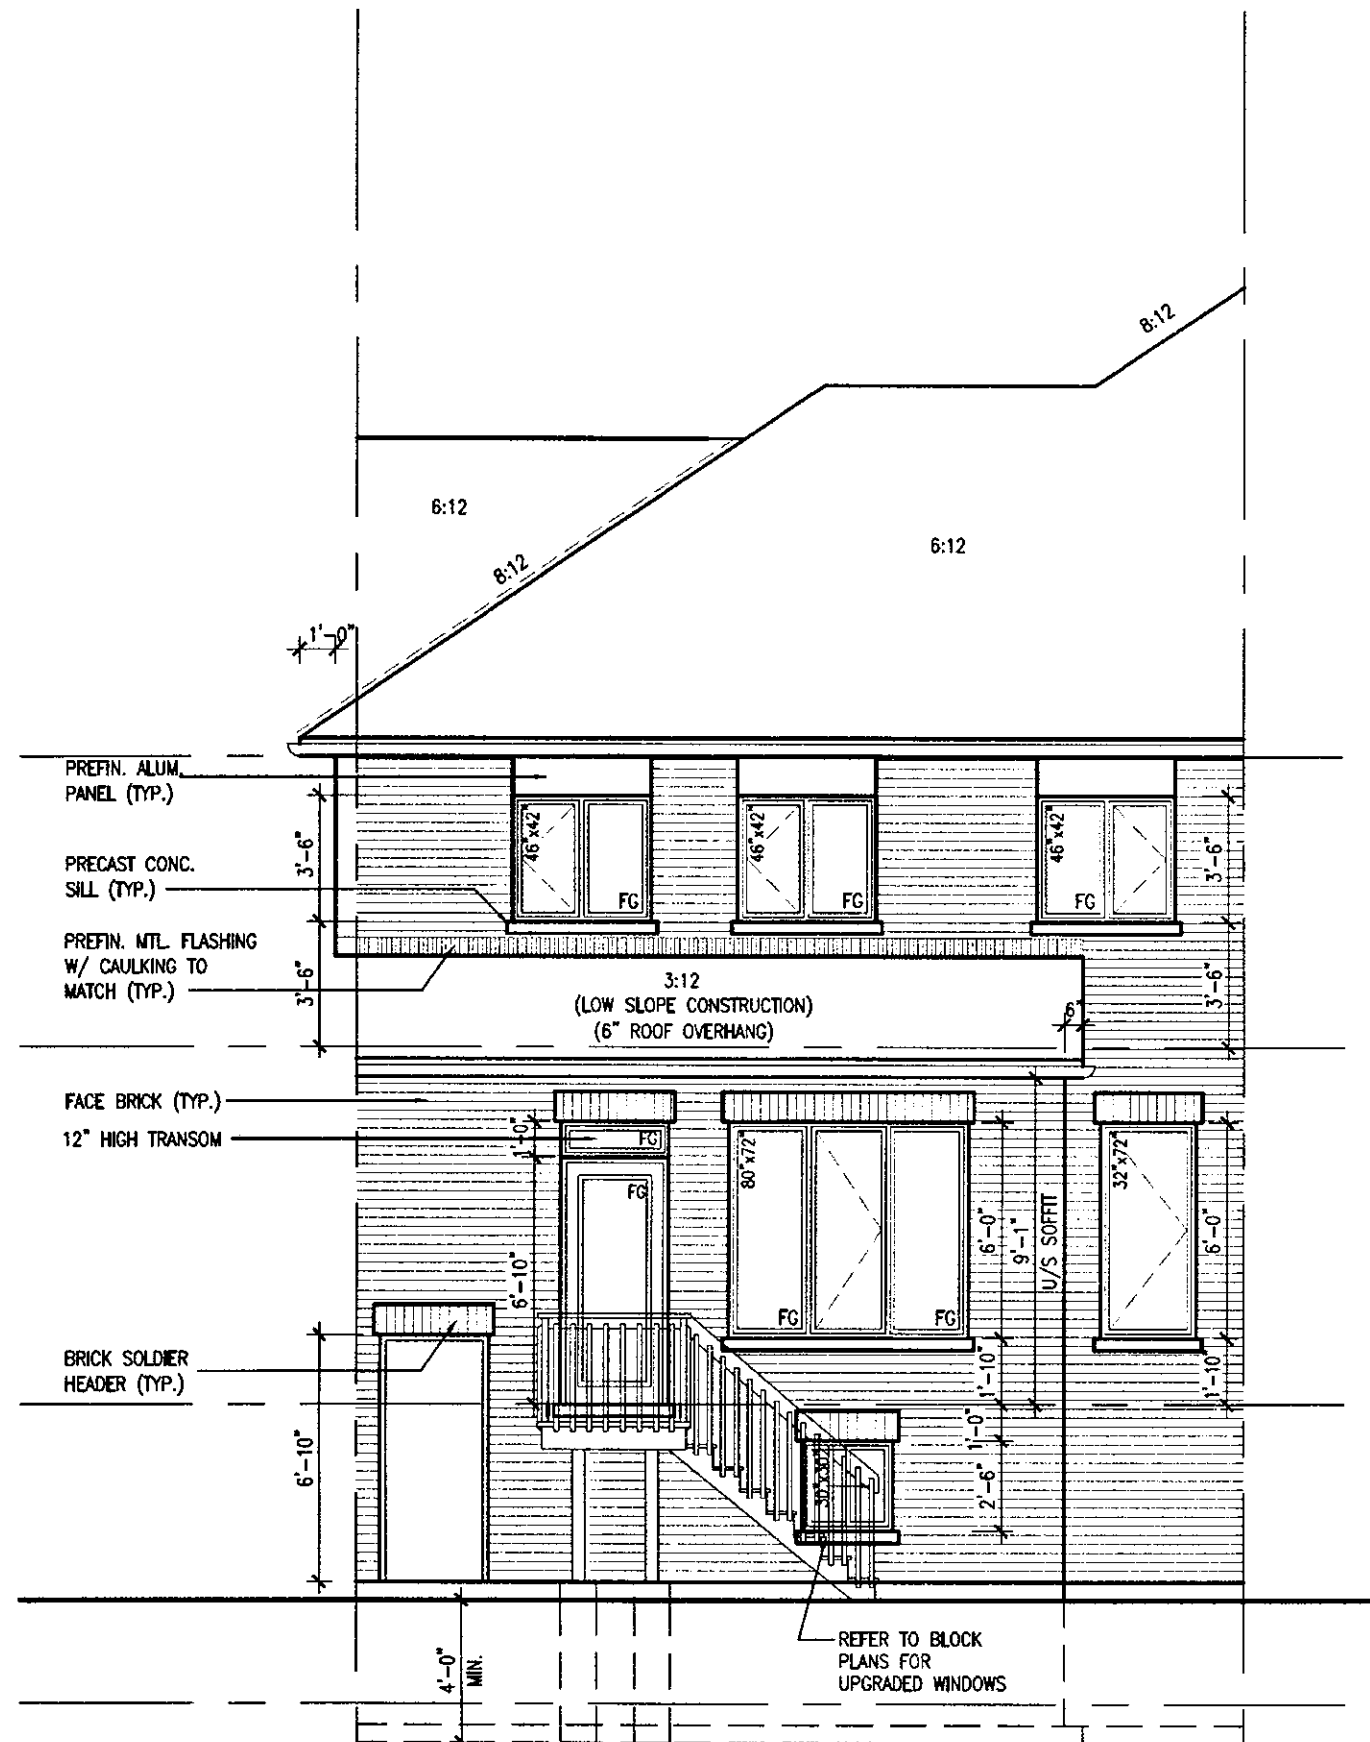 8:12
6:12
6:12
8:12
1'-0"
PREFIN. ALUM.
PANEL (TYP.)
46"x42"
FG
46"x42"
FG
46"x42"
FG
3'-6"
3'-6"
PRECAST CONC.
SILL (TYP.)
PREFIN. MTL. FLASHING
W/ CAULKING TO
MATCH (TYP.)
3'-6"
3'-6"
3:12
(LOW SLOPE CONSTRUCTION)
(6" ROOF OVERHANG)
6"
FACE BRICK (TYP.)
12" HIGH TRANSOM
1'-0"
FG
FG
80"x72"
FG
FG
32"x72"
6'-0"
9'-1"
U/S SOFFIT
6'-0"
6'-10"
BRICK SOLDIER
HEADER (TYP.)
1'-10"
1'-10"
6'-10"
1'-0"
30"x30"
2'-6"
REFER TO BLOCK
PLANS FOR
UPGRADED WINDOWS
4'-0"
MIN.